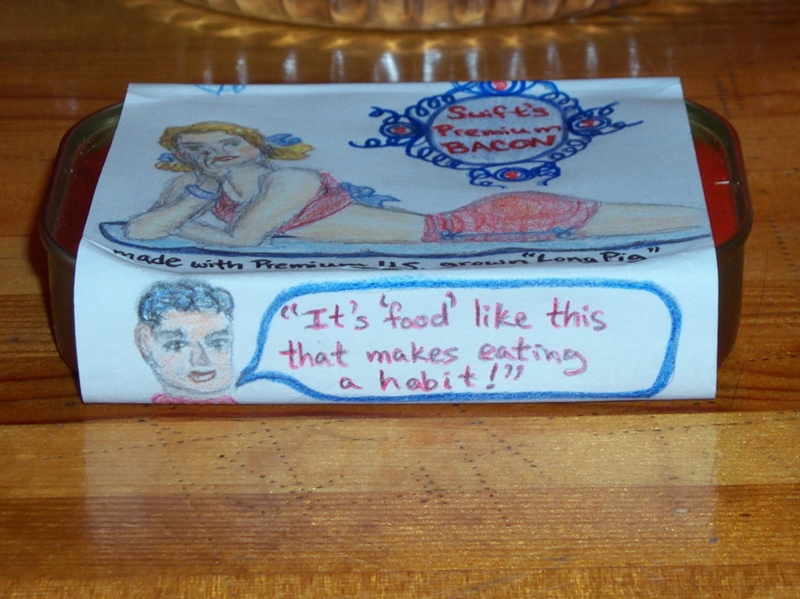 Swift's
Premium
BACON
made with Premium U.S. grown "Long Pig"
"It's 'food' like this
that makes eating
a habit!"